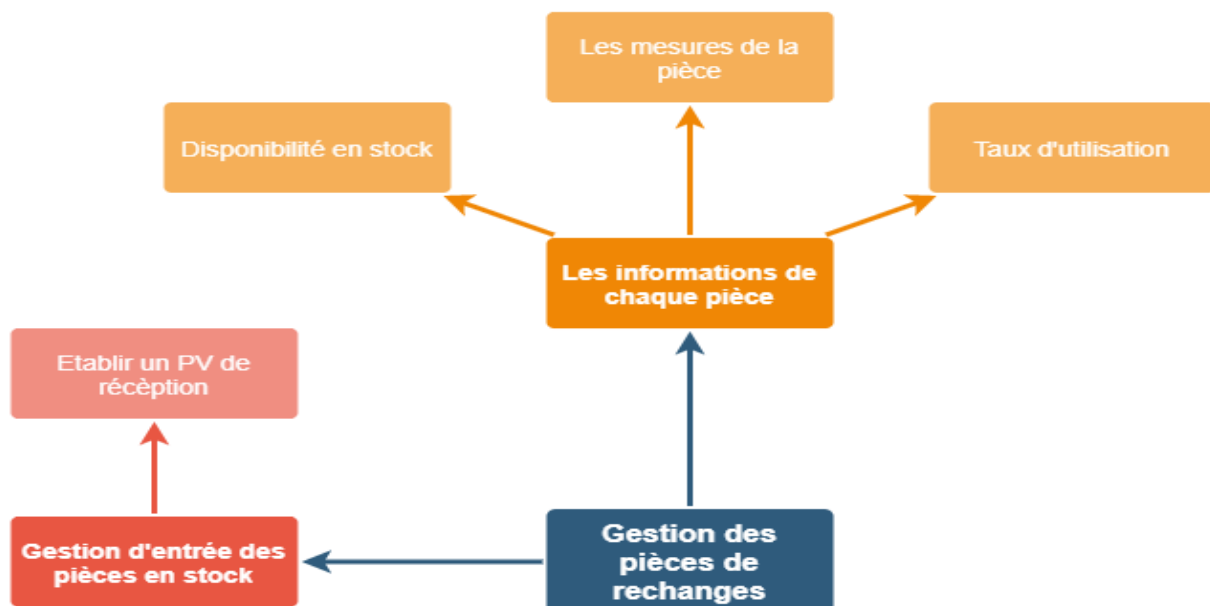 Les mesures de la
pièce
Disponibilité en stock
Taux d'utilisation
Les informations de
chaque pièce
Etablir un PV de
récèption
Gestion d'entrée des
pièces en stock
Gestion des
pièces de
rechanges